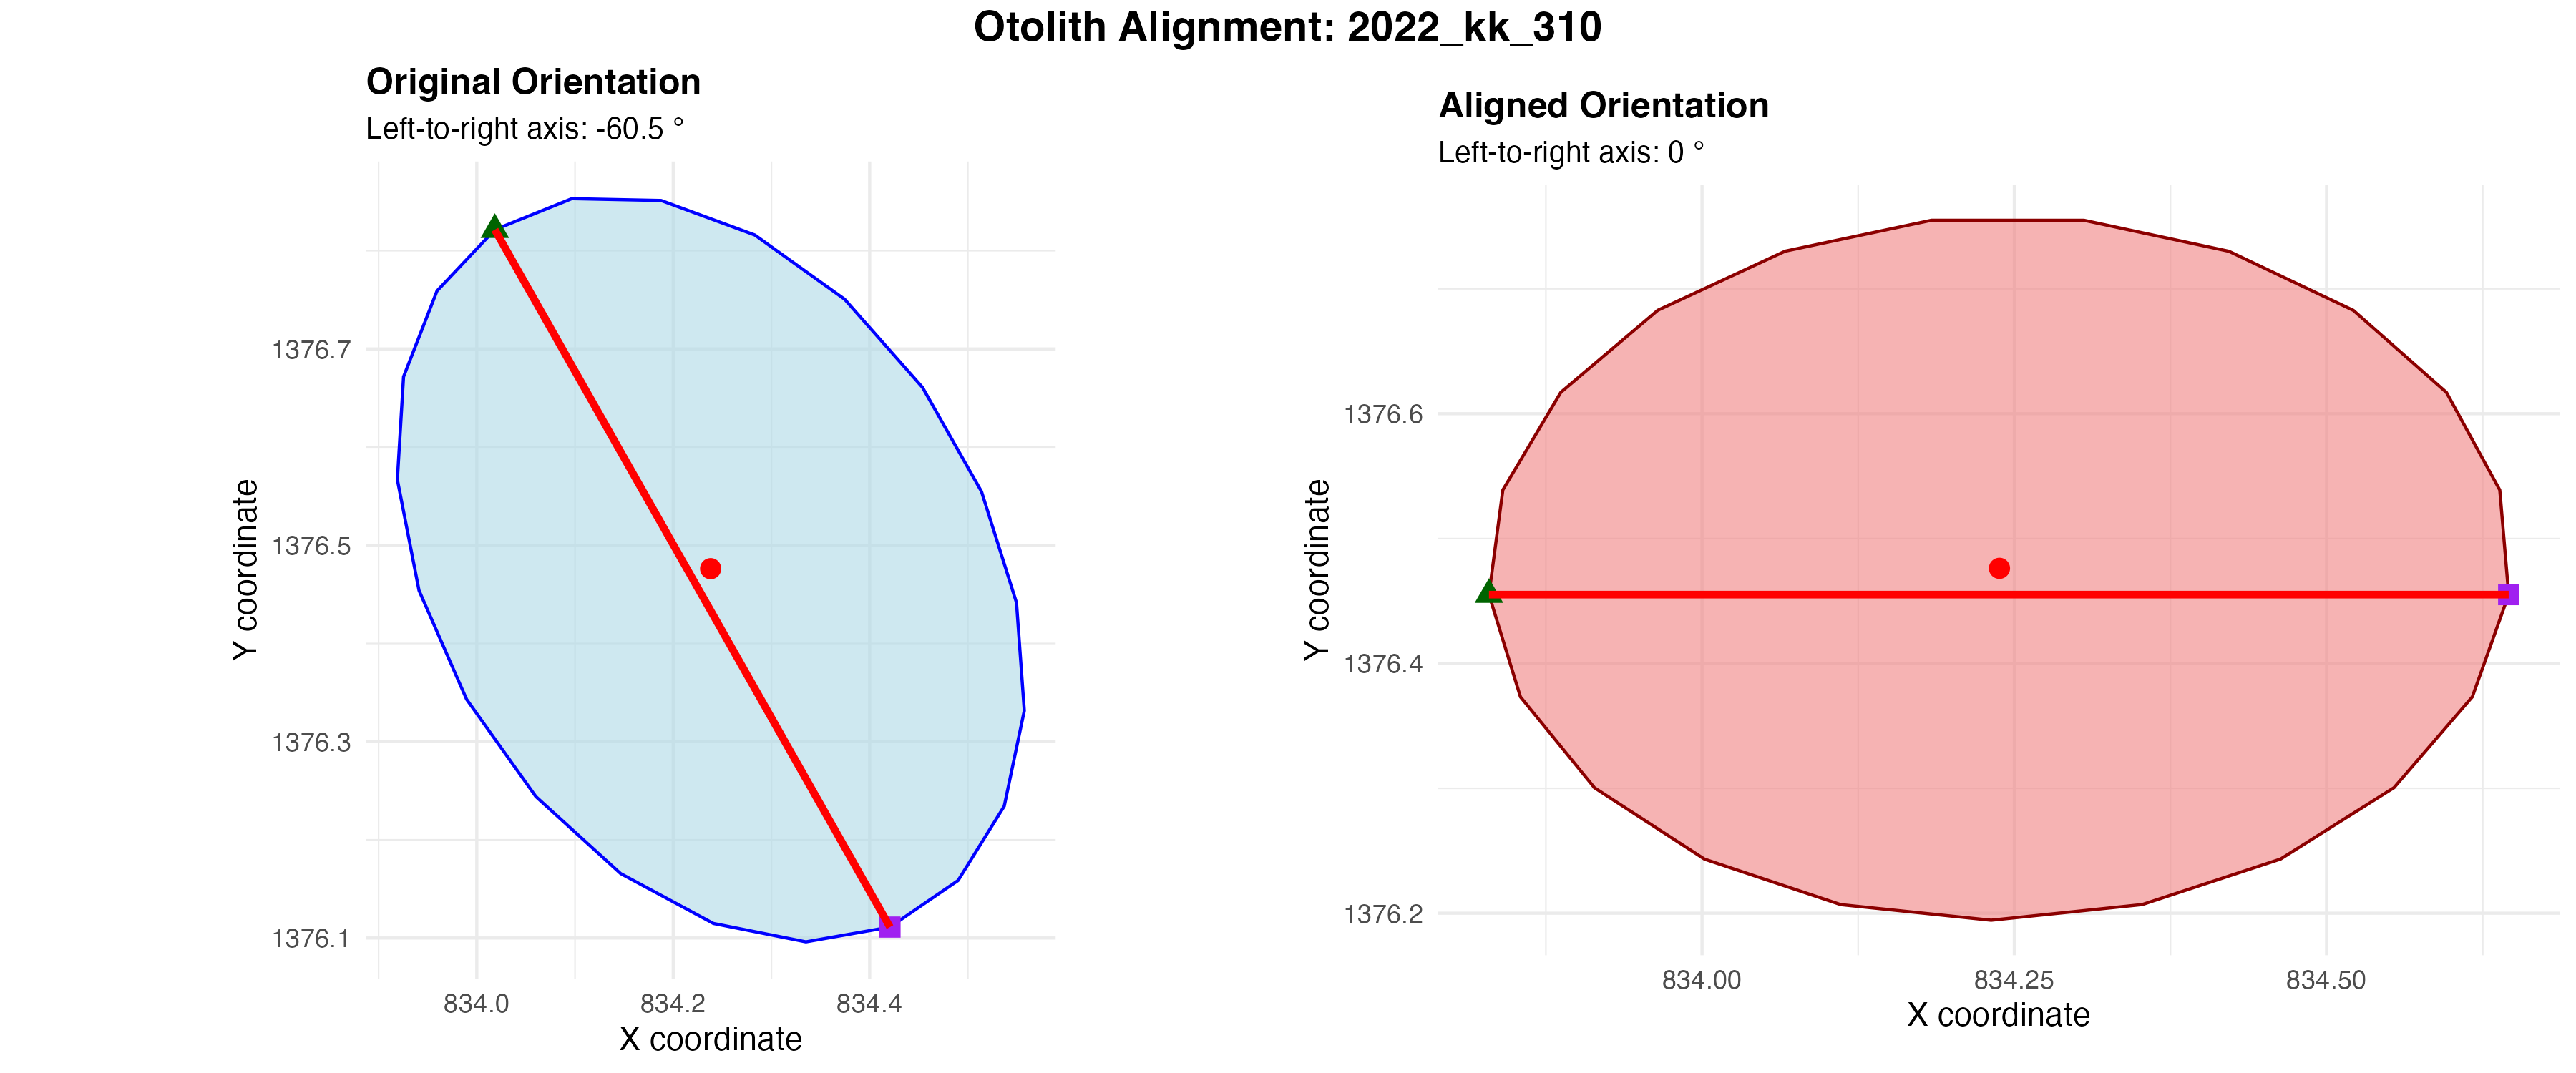 Otolith Alignment: 2022_kk_310
Original Orientation
Left-to-right axis: -60.5 °
Y coordinate
1376.7
1376.5
1376.3
1376.1
834.0 834.2 834.4
X coordinate
Aligned Orientation
Left-to-right axis: 0 °
Y coordinate
1376.6
1376.4
1376.2
834.00 834.25 834.50
X coordinate